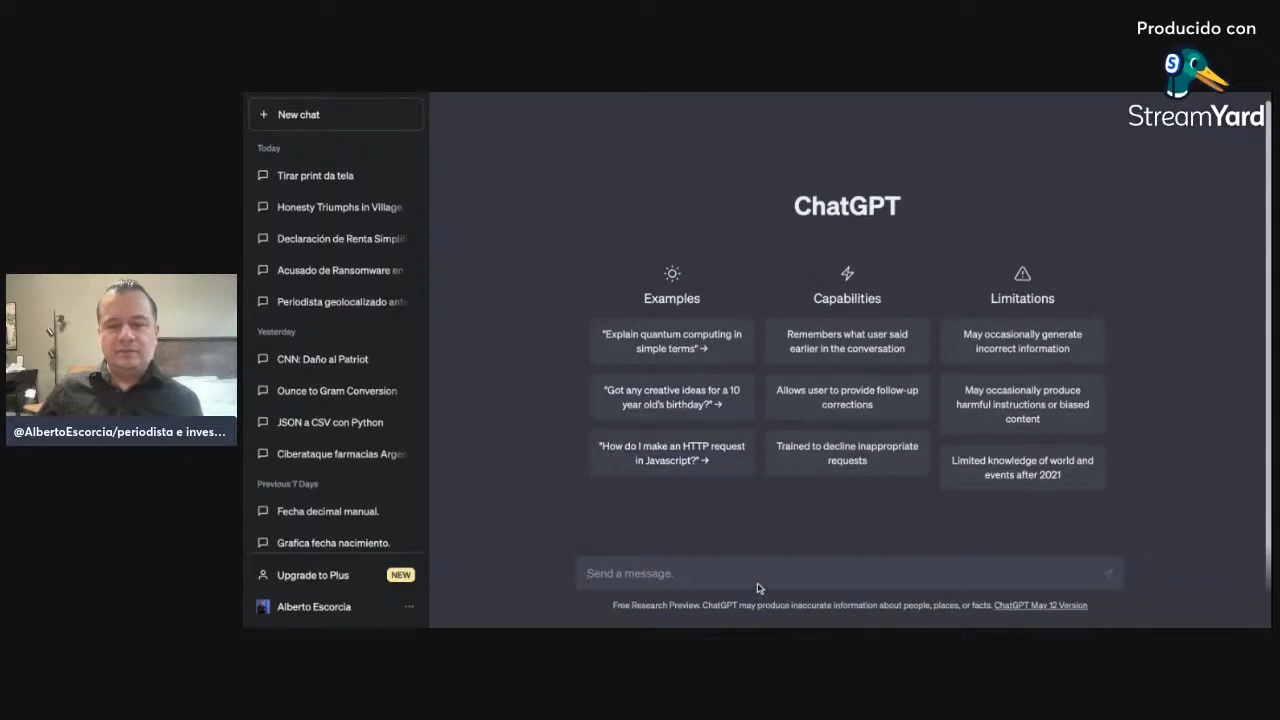 Producido con
StreamYard
New chat
Today
Tirar print da tela
Honesty Triumphs in Village
Declaración de Renta Simplifi
Acusado de Ransomware en
Periodista geolocalizado ante
Yesterday
CNN: Daño al Patriot
Ounce to Gram Conversion
JSON a CSV con Python
Ciberataque farmacias Argen
Previous 7 Days
Fecha decimal manual.
Grafica fecha nacimiento.
Upgrade to Plus NEW
Alberto Escorcia
ChatGPT
Examples
"Explain quantum computing in
simple terms" →
"Got any creative ideas for a 10
year old's birthday?" →
"How do I make an HTTP request
in Javascript?" →
Capabilities
Remembers what user said
earlier in the conversation
Allows user to provide follow-up
corrections
Trained to decline inappropriate
requests
Limitations
May occasionally generate
incorrect information
May occasionally produce
harmful instructions or biased
content
Limited knowledge of world and
events after 2021
Send a message.
Free Research Preview. ChatGPT may produce inaccurate information about people, places, or facts. ChatGPT May 12 Version
@AlbertoEscorcia/periodista e inves...